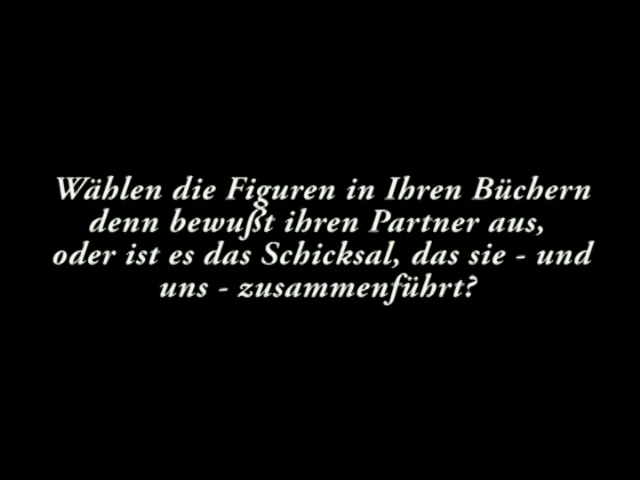 Wählen die Figuren in Ihren Büchern
denn bewußt ihren Partner aus,
oder ist es das Schicksal, das sie - und
uns - zusammenführt?